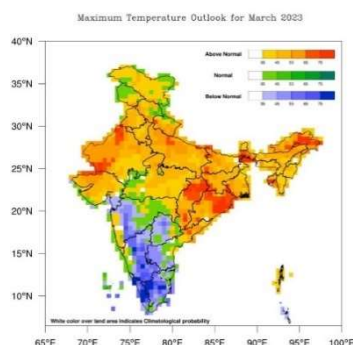 Maximum Temperature Outlook for March 2023
40°N
35°N
30°N
25°N
20°N
15°N
10°N
65°E
70°E
75°E
80°E
85°E
90°E
95°E
100°E
Above Normal
Normal
Below Normal
White color over land area indicates Climatological probability